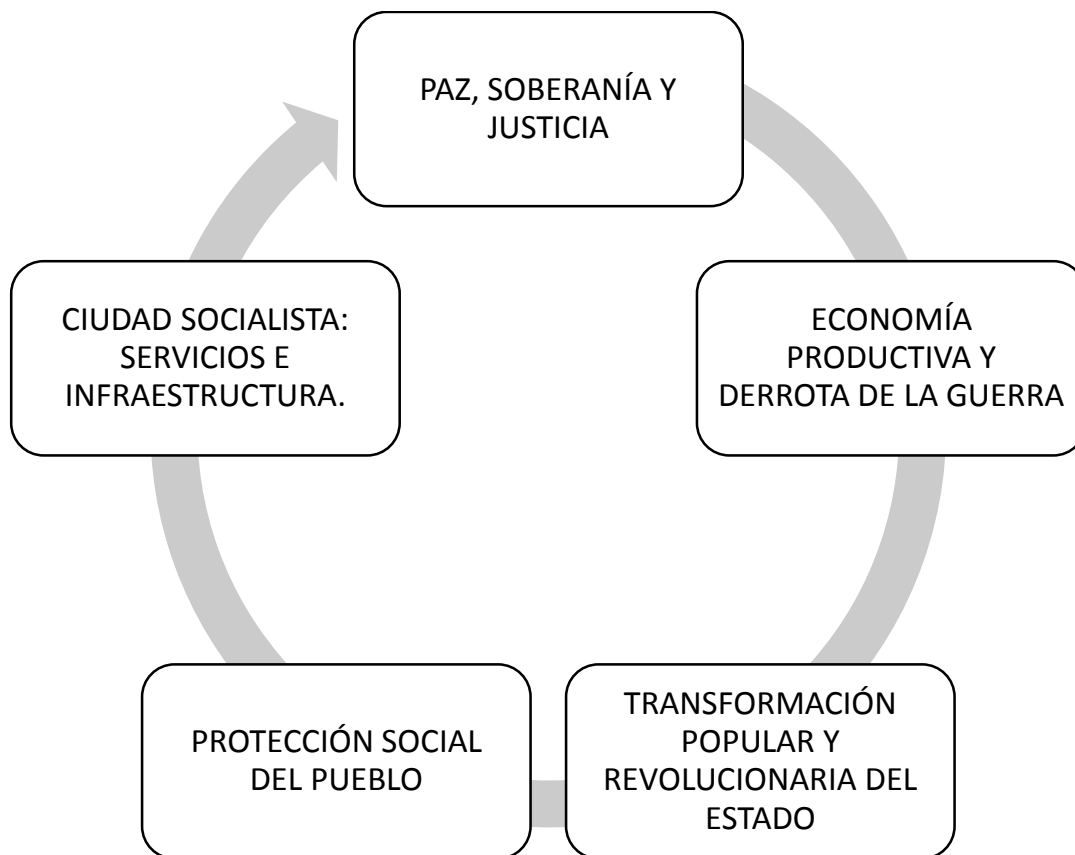 PAZ, SOBERANÍA Y
JUSTICIA
ECONOMÍA
PRODUCTIVA Y
DERROTA DE LA GUERRA
TRANSFORMACIÓN
POPULAR Y
REVOLUCIONARIA DEL
ESTADO
PROTECCIÓN SOCIAL
DEL PUEBLO
CIUDAD SOCIALISTA:
SERVICIOS E
INFRAESTRUCTURA.